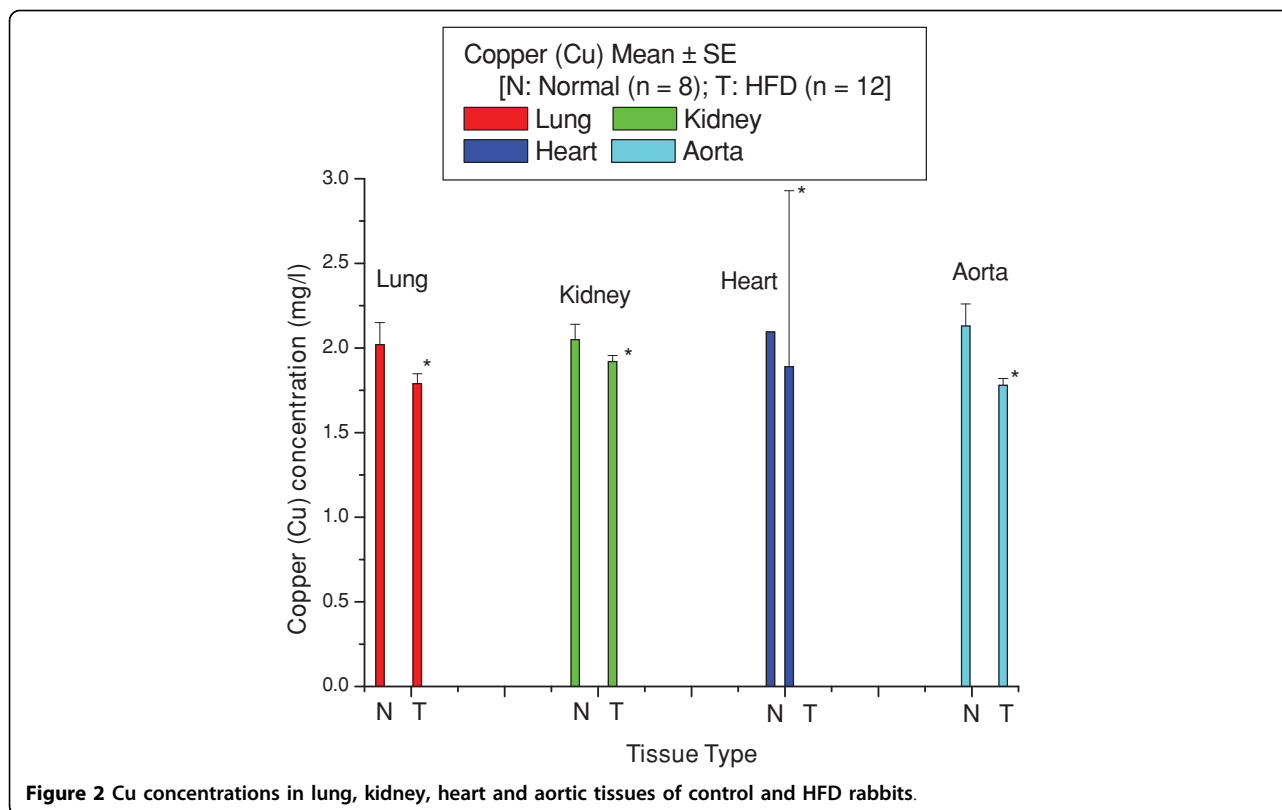 Copper (Cu) Mean ± SE
[N: Normal (n = 8); T: HFD (n = 12]
Lung Kidney
Heart Aorta
3.0
2.5
2.0
1.5
1.0
0.5
0.0
Copper (Cu) concentration (mg/l)
Lung
Kidney
Heart
Aorta
*
*
*
*
N T N T N T N T
Tissue Type
Figure 2 Cu concentrations in lung, kidney, heart and aortic tissues of control and HFD rabbits.